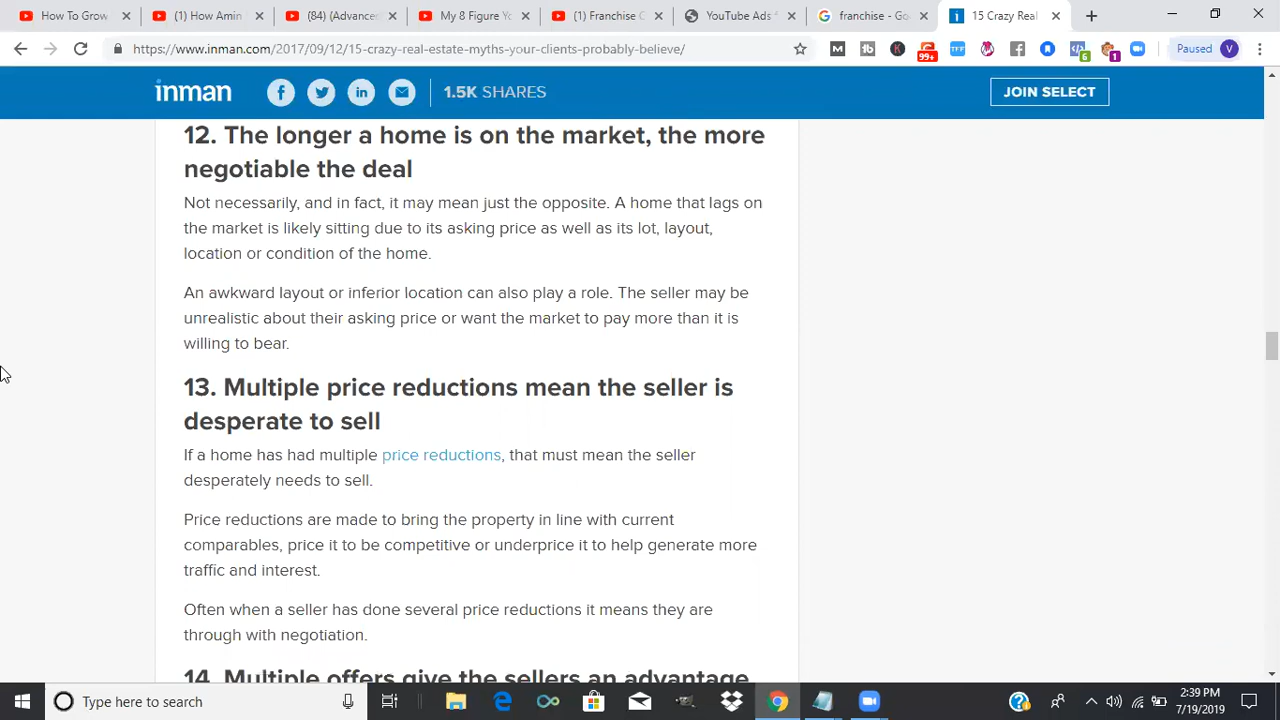 How To Grow
(1) How Amin
(84) (Advance
My 8 Figure Yo
(1) Franchise C
YouTube Ads
franchise - Go
15 Crazy Real
https://www.inman.com/2017/09/12/15-crazy-real-estate-myths-your-clients-probably-believe/
99+
TFF
6
1
Paused
V
inman
1.5K SHARES
JOIN SELECT
12. The longer a home is on the market, the more
negotiable the deal
Not necessarily, and in fact, it may mean just the opposite. A home that lags on
the market is likely sitting due to its asking price as well as its lot, layout,
location or condition of the home.
An awkward layout or inferior location can also play a role. The seller may be
unrealistic about their asking price or want the market to pay more than it is
willing to bear.
13. Multiple price reductions mean the seller is
desperate to sell
If a home has had multiple price reductions, that must mean the seller
desperately needs to sell.
Price reductions are made to bring the property in line with current
comparables, price it to be competitive or underprice it to help generate more
traffic and interest.
Often when a seller has done several price reductions it means they are
through with negotiation.
14. Multiple offers give the sellers an advantage
Type here to search
2:39 PM
7/19/2019